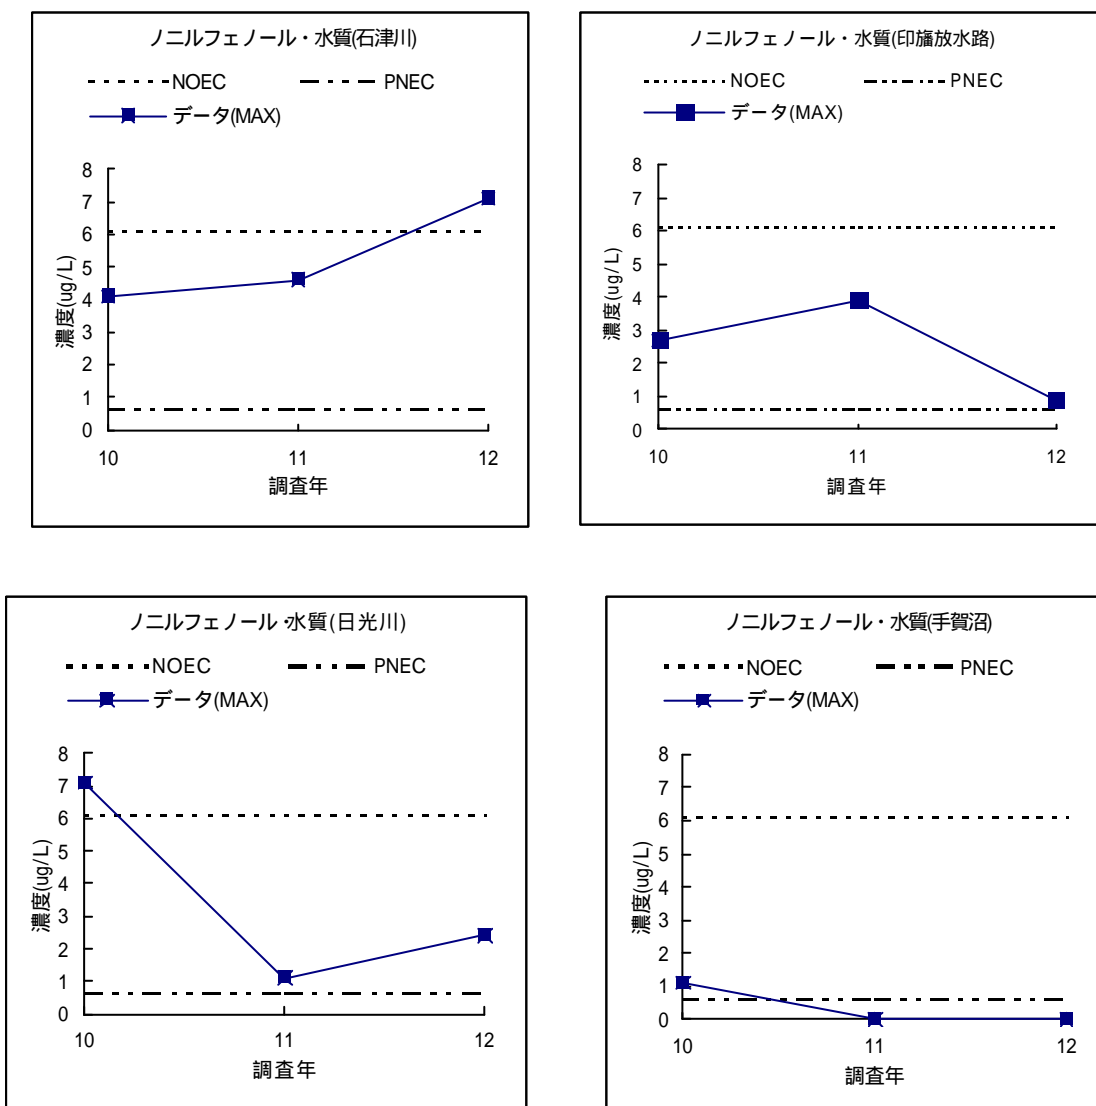 ノニルフェノール・水質(石津川)
NOEC PNEC
データ(MAX)
8
7
6
5
4
3
2
1
0
濃度(ug/L)
10 11 12
調査年
ノニルフェノール・水質(印旛放水路)
NOEC PNEC
データ(MAX)
8
7
6
5
4
3
2
1
0
濃度(ug/L)
10 11 12
調査年
ノニルフェノール・水質(日光川)
NOEC PNEC
データ(MAX)
8
7
6
5
4
3
2
1
0
濃度(ug/L)
10 11 12
調査年
ノニルフェノール・水質(手賀沼)
NOEC PNEC
データ(MAX)
8
7
6
5
4
3
2
1
0
濃度(ug/L)
10 11 12
調査年